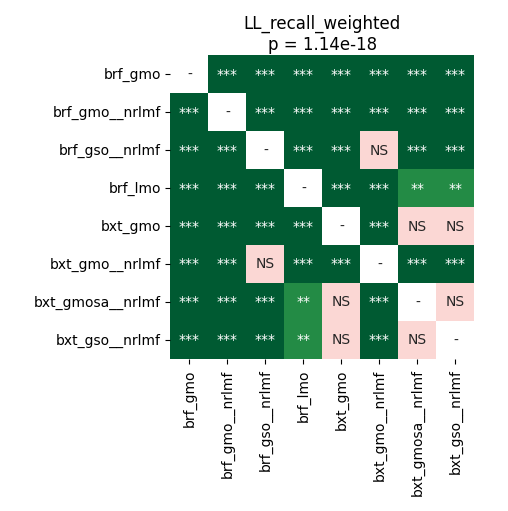 LL_recall_weighted
p = 1.14e-18
brf_gmo - *** *** *** *** *** *** ***
brf_gmo__nrlmf *** - *** *** *** *** *** ***
brf_gso__nrlmf *** *** - *** *** NS *** ***
brf_lmo *** *** *** - *** *** ** **
bxt_gmo *** *** *** *** - *** NS NS
bxt_gmo__nrlmf *** *** NS *** *** - *** ***
bxt_gmosa__nrlmf *** *** *** ** NS *** - NS
bxt_gso__nrlmf *** *** *** ** NS *** NS -
brf_gmo
brf_gmo__nrlmf
brf_gso__nrlmf
brf_lmo
bxt_gmo
bxt_gmo__nrlmf
bxt_gmosa__nrlmf
bxt_gso__nrlmf